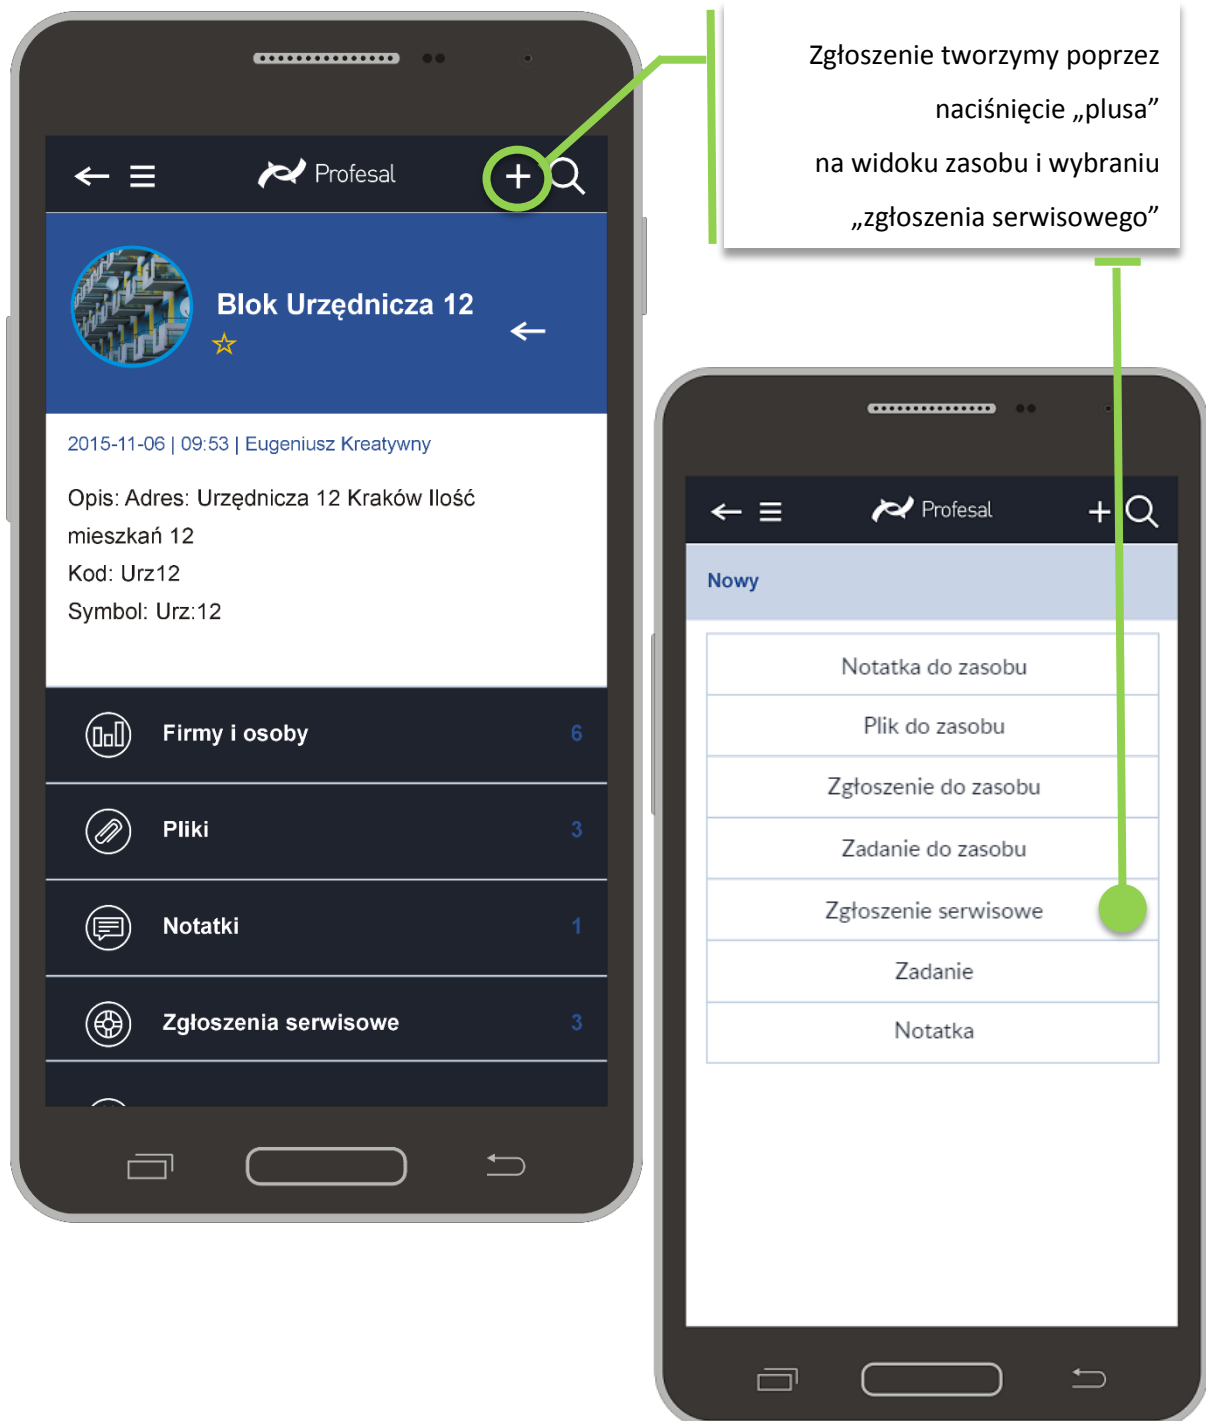 Zgłoszenie tworzymy poprzez
naciśnięcie „plusa”
na widoku zasobu i wybraniu
„zgłoszenia serwisowego”
Profesal
Blok Urzędnicza 12
2015-11-06 | 09:53 | Eugeniusz Kreatywny
Opis: Adres: Urzędnicza 12 Kraków Ilość
mieszkań 12
Kod: Urz12
Symbol: Urz:12
Firmy i osoby 6
Pliki 3
Notatki 1
Zgłoszenia serwisowe 3
Profesal
Nowy
Notatka do zasobu
Plik do zasobu
Zgłoszenie do zasobu
Zadanie do zasobu
Zgłoszenie serwisowe
Zadanie
Notatka